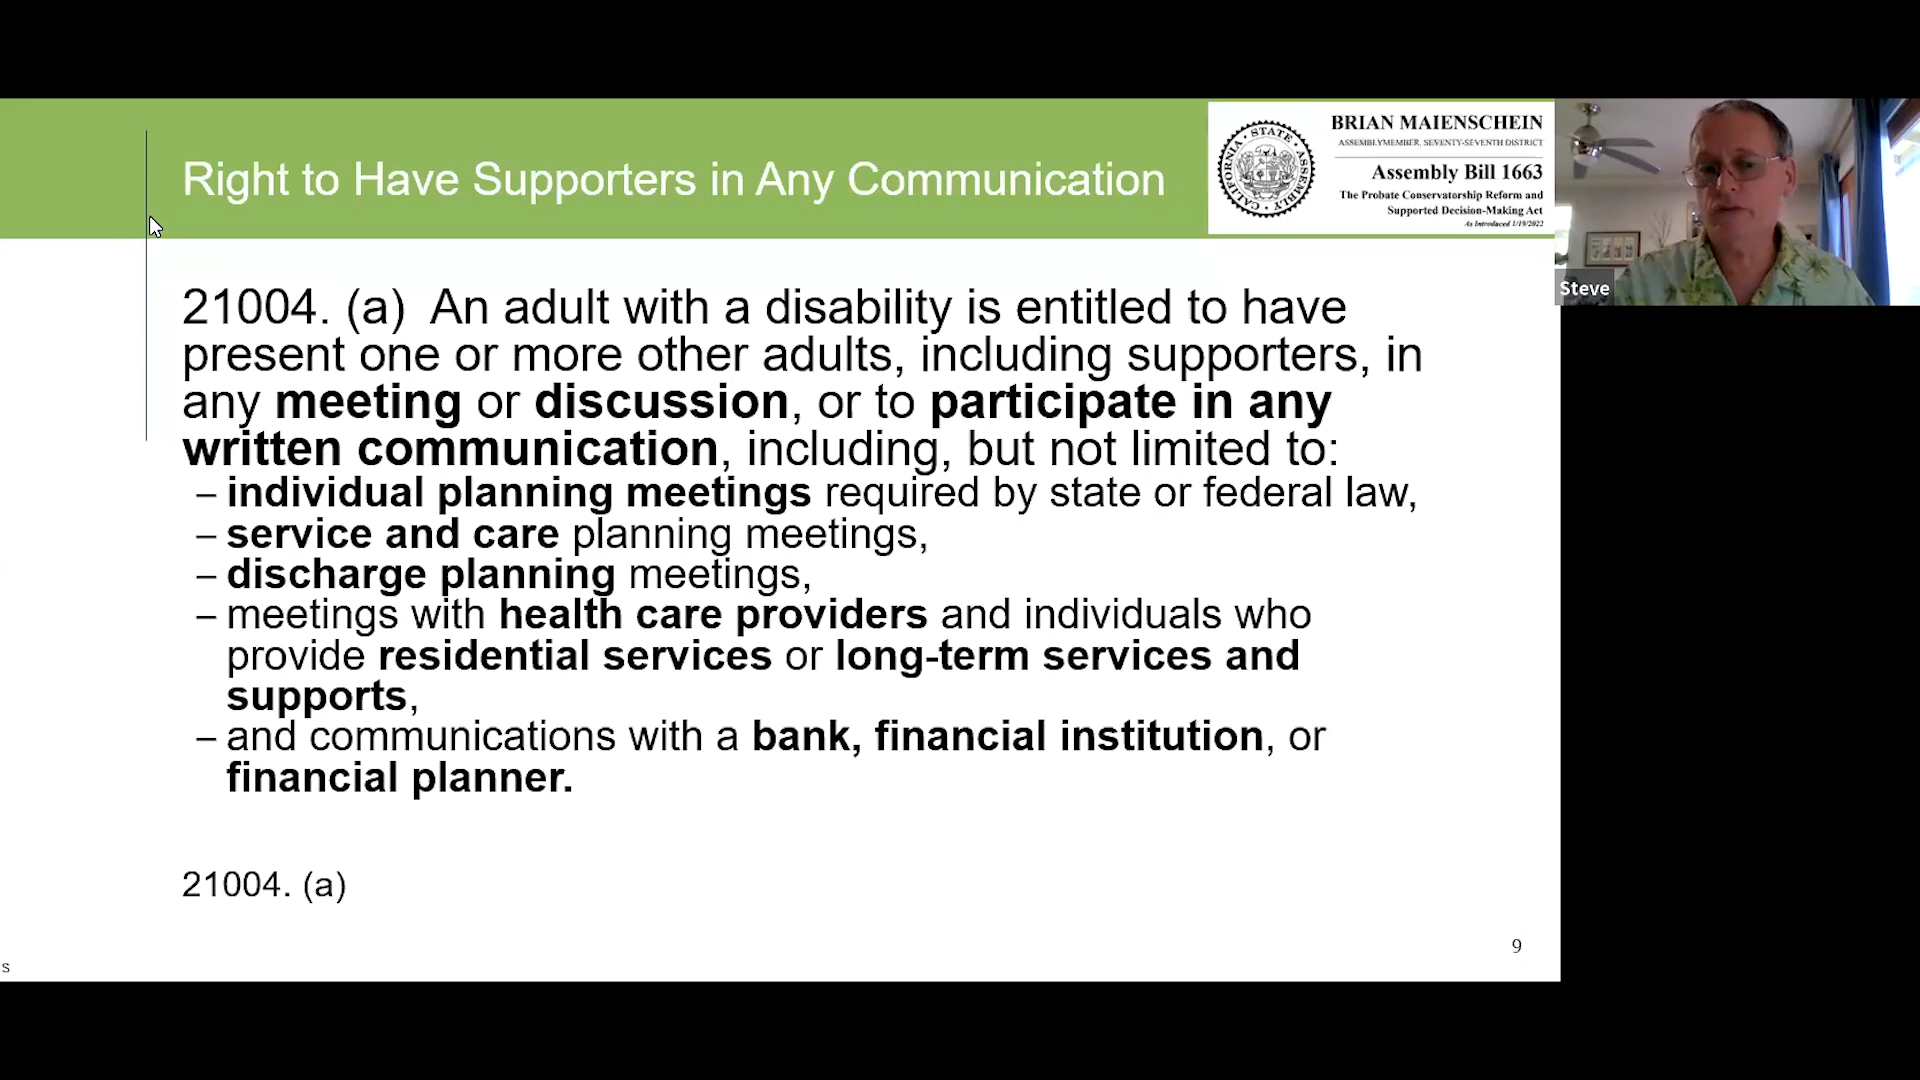 Right to Have Supporters in Any Communication
CALIFORNIA STATE ASSEMBLY
BRIAN MAIENSCHEIN
ASSEMBLYMEMBER, SEVENTY-SEVENTH DISTRICT
Assembly Bill 1663
The Probate Conservatorship Reform and
Supported Decision-Making Act
As Introduced 1/19/2022
Steve
21004. (a) An adult with a disability is entitled to have
present one or more other adults, including supporters, in
any meeting or discussion, or to participate in any
written communication, including, but not limited to:
– individual planning meetings required by state or federal law,
– service and care planning meetings,
– discharge planning meetings,
– meetings with health care providers and individuals who
provide residential services or long-term services and
supports,
– and communications with a bank, financial institution, or
financial planner.
21004. (a)
9
s